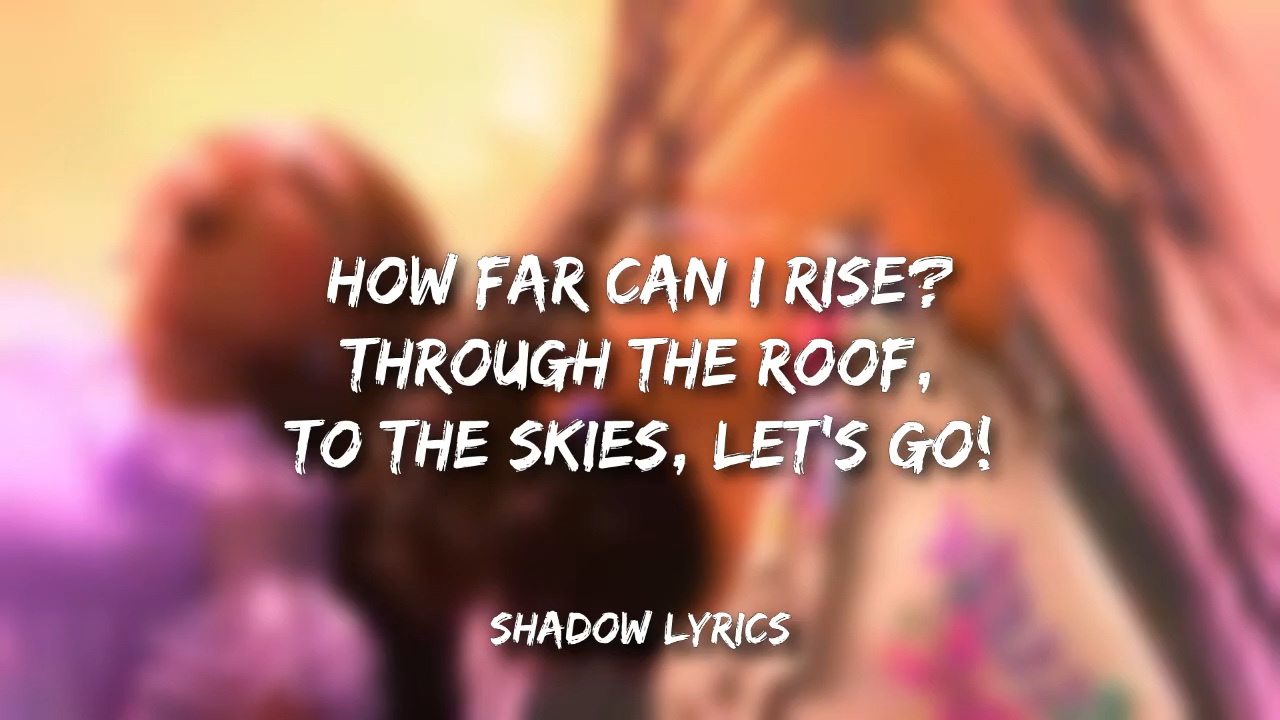 HOW FAR CAN I RISE?
THROUGH THE ROOF,
TO THE SKIES, LET'S GO!
SHADOW LYRICS